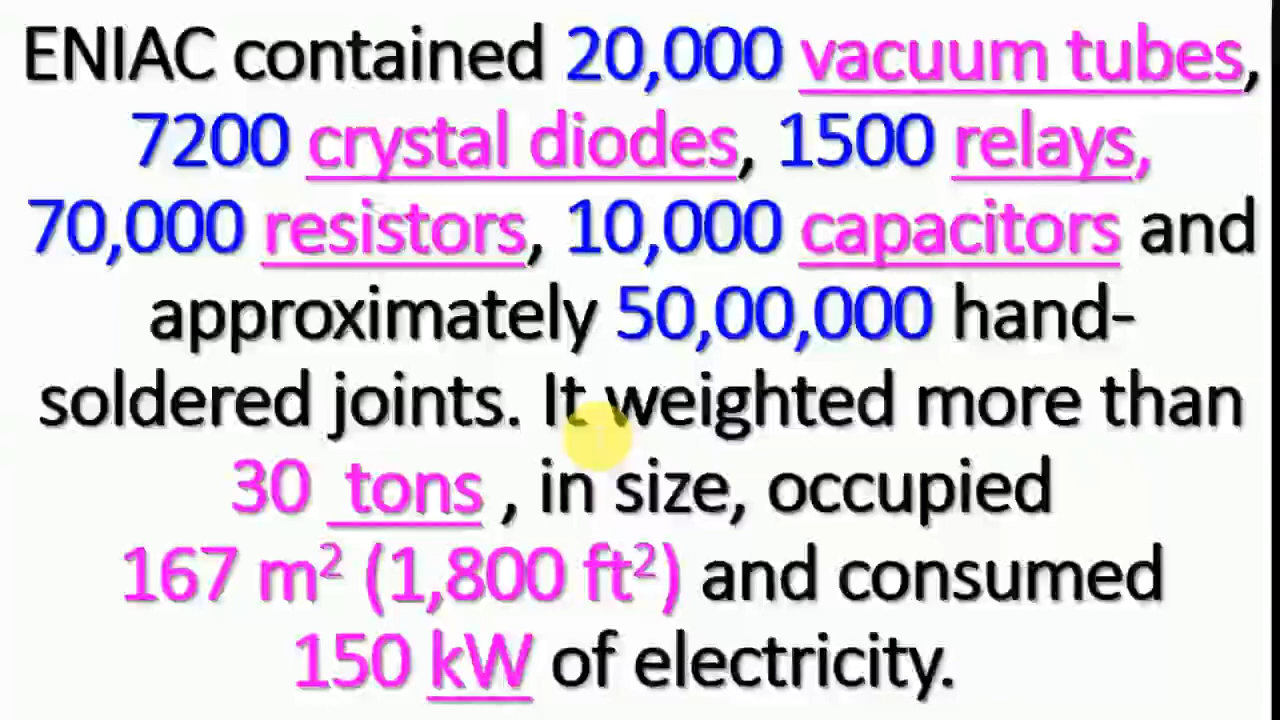 ENIAC contained 20,000 vacuum tubes,
7200 crystal diodes, 1500 relays,
70,000 resistors, 10,000 capacitors and
approximately 50,00,000 hand-
soldered joints. It weighted more than
30 tons , in size, occupied
167 m² (1,800 ft²) and consumed
150 kW of electricity.